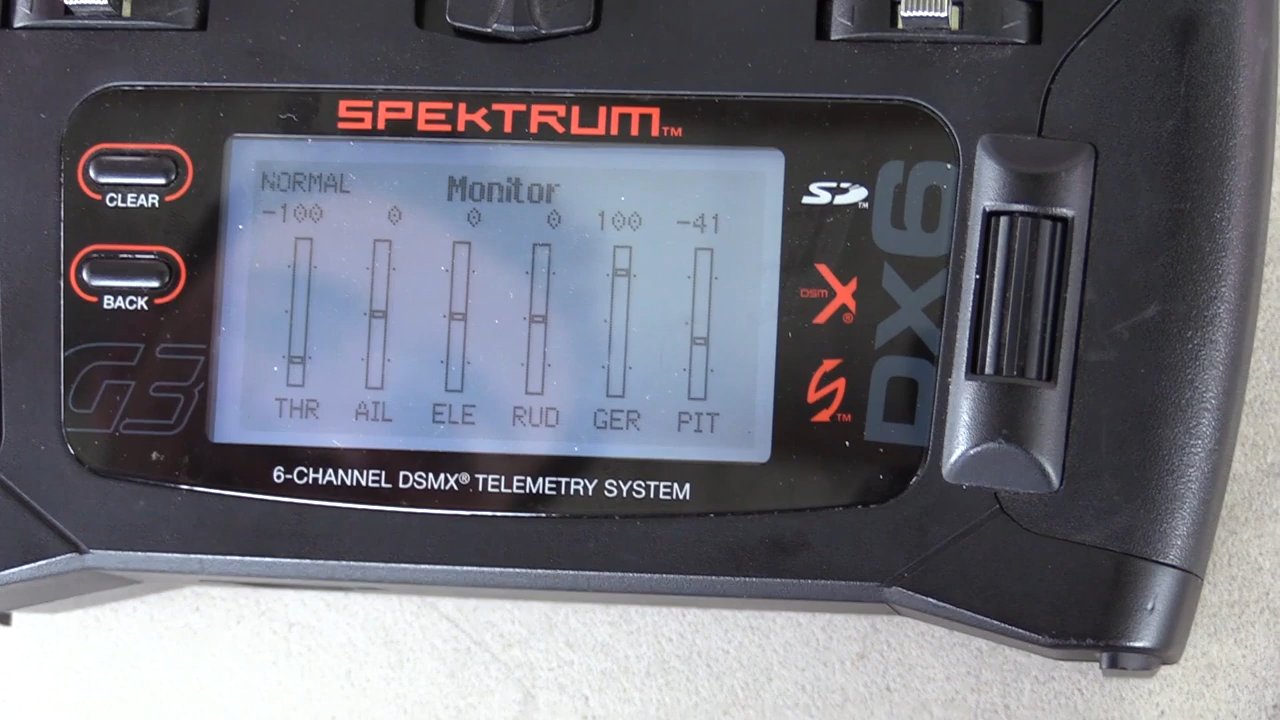 SPEKTRUM™
CLEAR
BACK
G3
NORMAL Monitor
-100 0 0 0 100 -41
THR AIL ELE RUD GER PIT
6-CHANNEL DSMX® TELEMETRY SYSTEM
SD™
DSM X®
S™
DX6